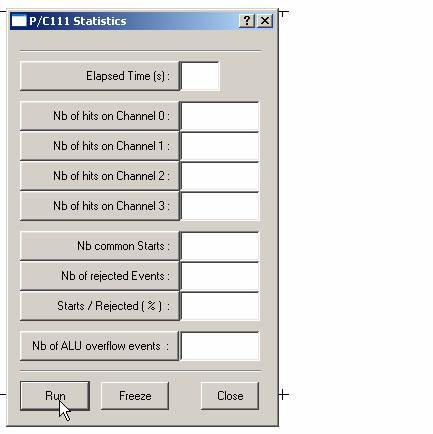 P/C111 Statistics
Elapsed Time (s) :
Nb of hits on Channel 0 :
Nb of hits on Channel 1 :
Nb of hits on Channel 2 :
Nb of hits on Channel 3 :
Nb common Starts :
Nb of rejected Events :
Starts / Rejected ( % ) :
Nb of ALU overflow events :
Run Freeze Close